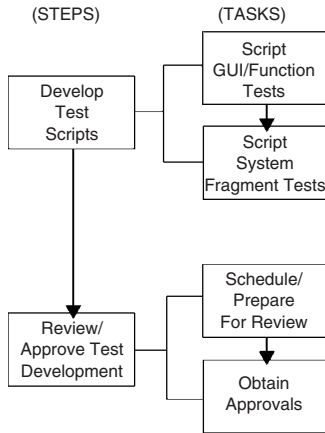 (STEPS)
(TASKS)
Develop
Test
Scripts
Script
GUI/Function
Tests
Script
System
Fragment Tests
Review/
Approve Test
Development
Schedule/
Prepare
For Review
Obtain
Approvals